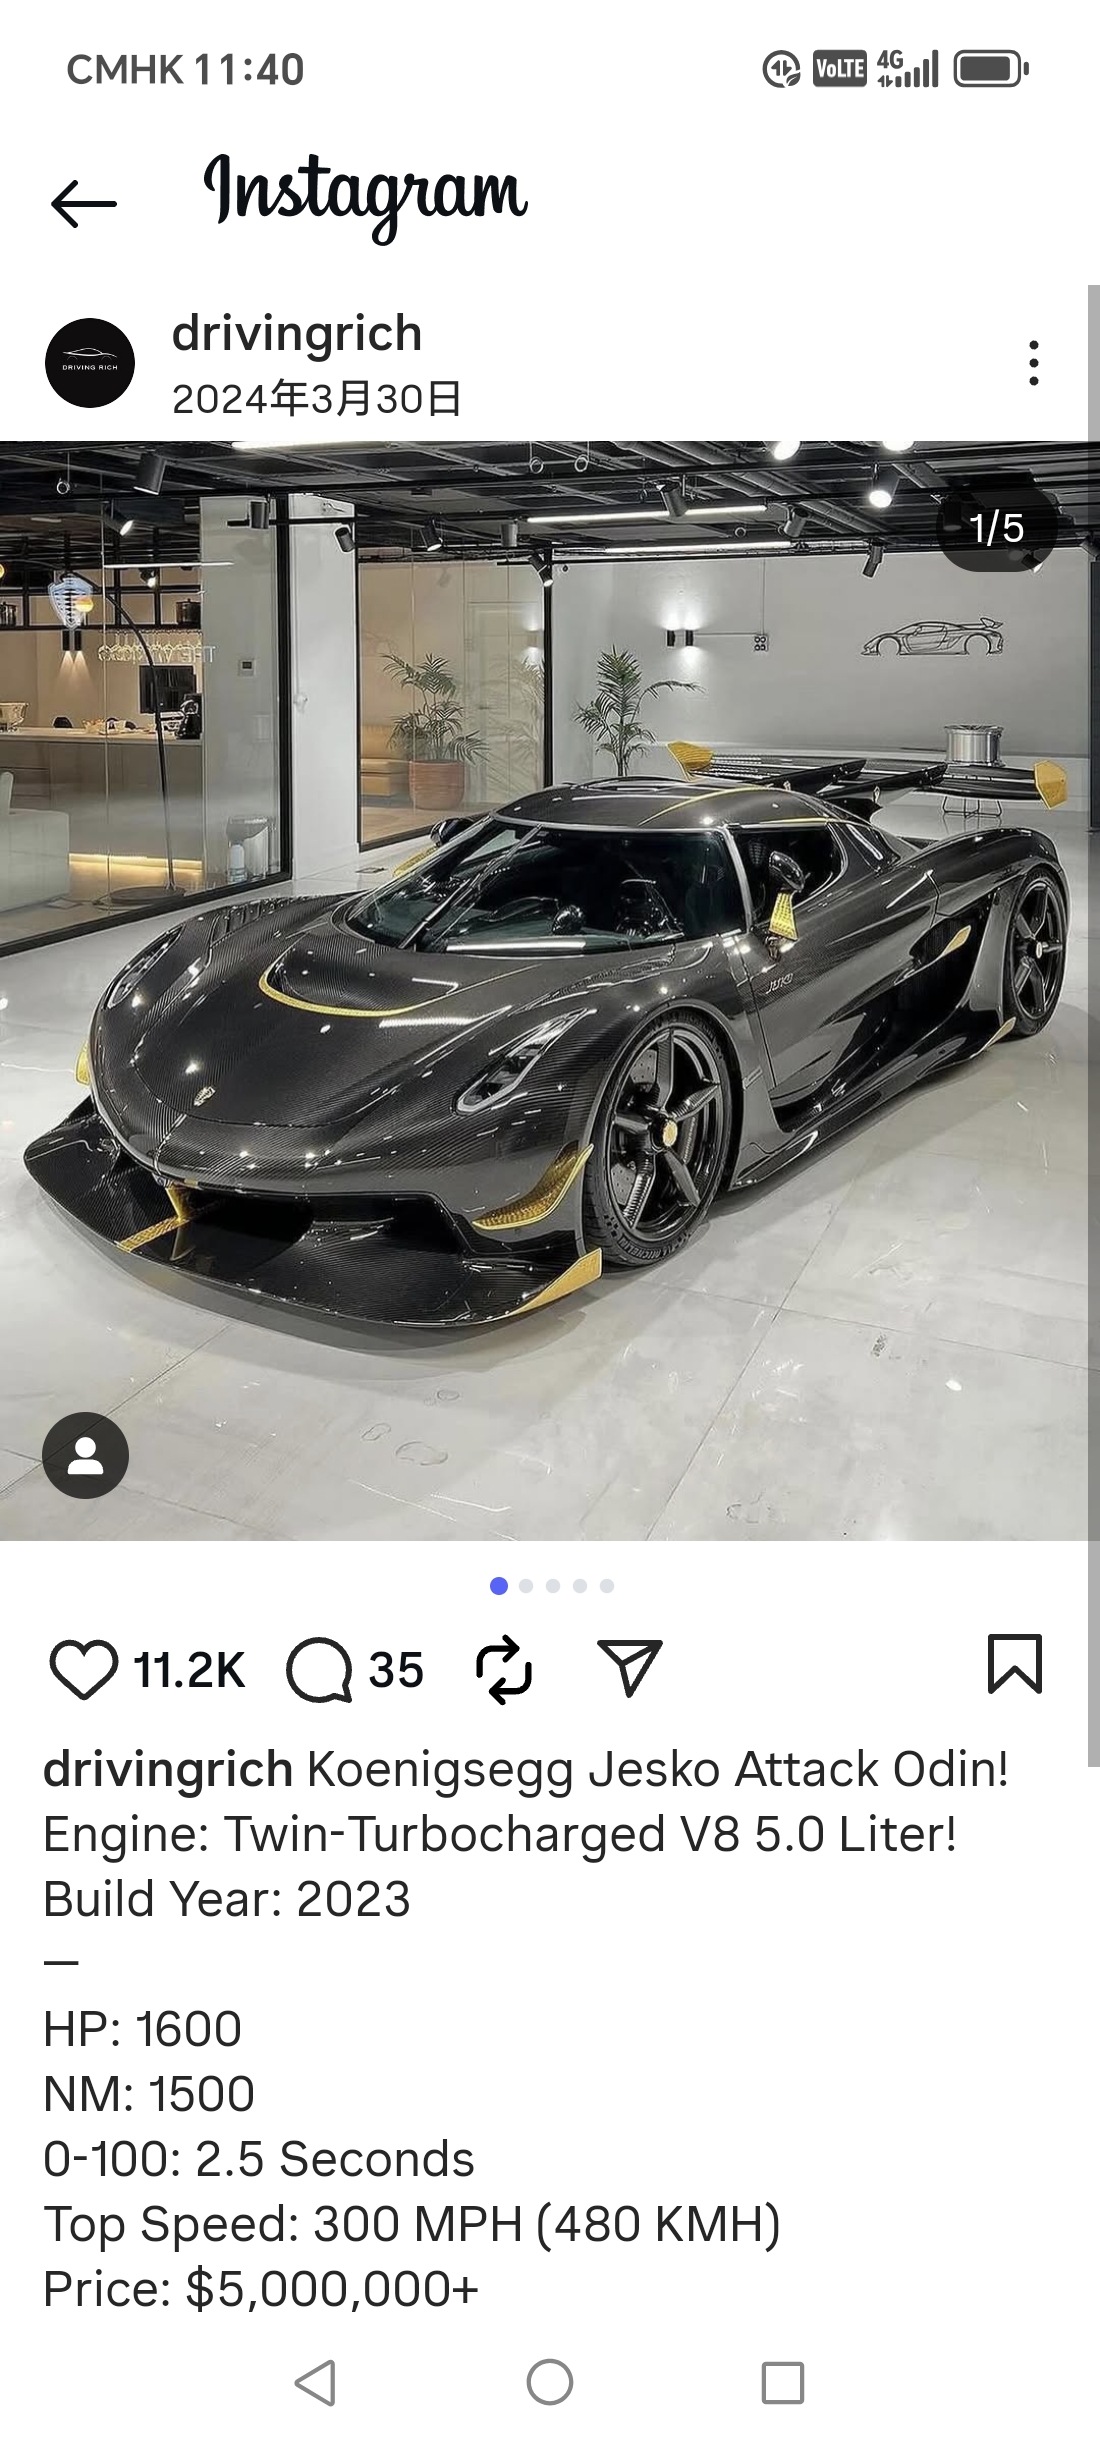 CMHK 11:40
VoLTE
4G
Instagram
DRIVING RICH
drivingrich
2024年3月30日
1/5
11.2K
35
drivingrich Koenigsegg Jesko Attack Odin!
Engine: Twin-Turbocharged V8 5.0 Liter!
Build Year: 2023
—
HP: 1600
NM: 1500
0-100: 2.5 Seconds
Top Speed: 300 MPH (480 KMH)
Price: $5,000,000+